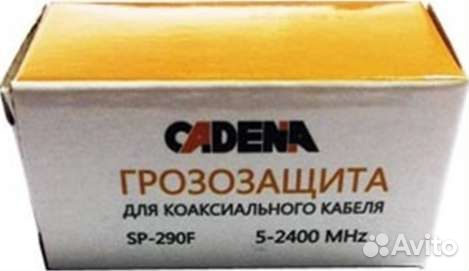 CADENA
ГРОЗОЗАЩИТА
ДЛЯ КОАКСИАЛЬНОГО КАБЕЛЯ
SP-290F 5-2400 MHz
Avito